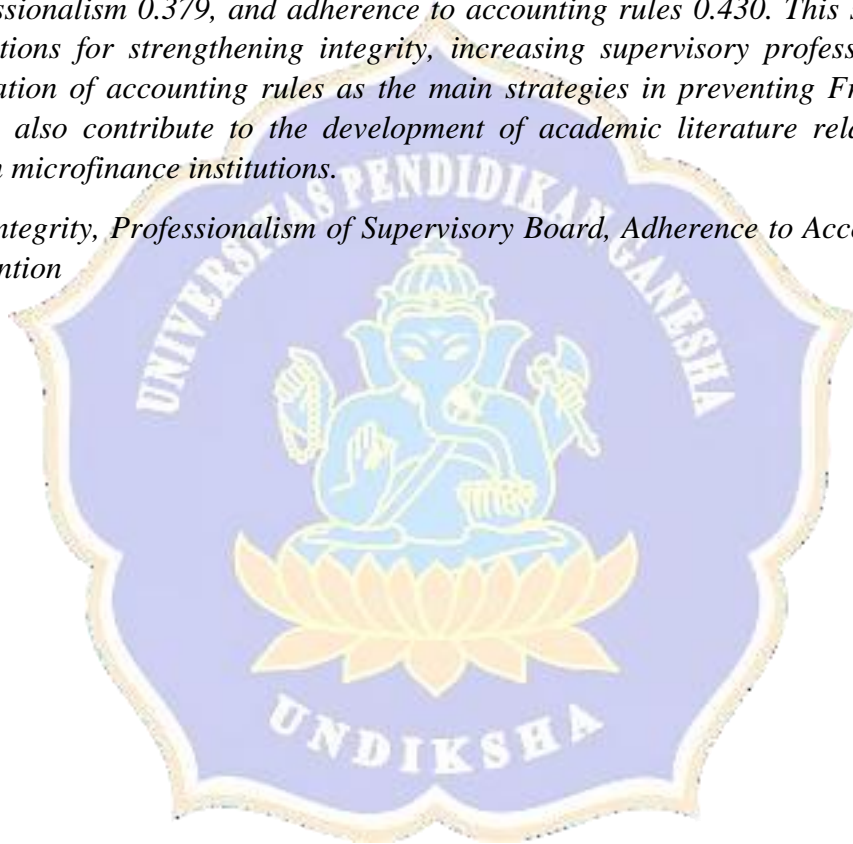 ssionalism 0.379, and adherence to accounting rules 0.430. This s
tions for strengthening integrity, increasing supervisory profess
ation of accounting rules as the main strategies in preventing Fr
also contribute to the development of academic literature rel
n microfinance institutions.
ntegrity, Professionalism of Supervisory Board, Adherence to Acc
ntion
UNIVERSITAS PENDIDIKAN GANESHA
UNDIKSHA